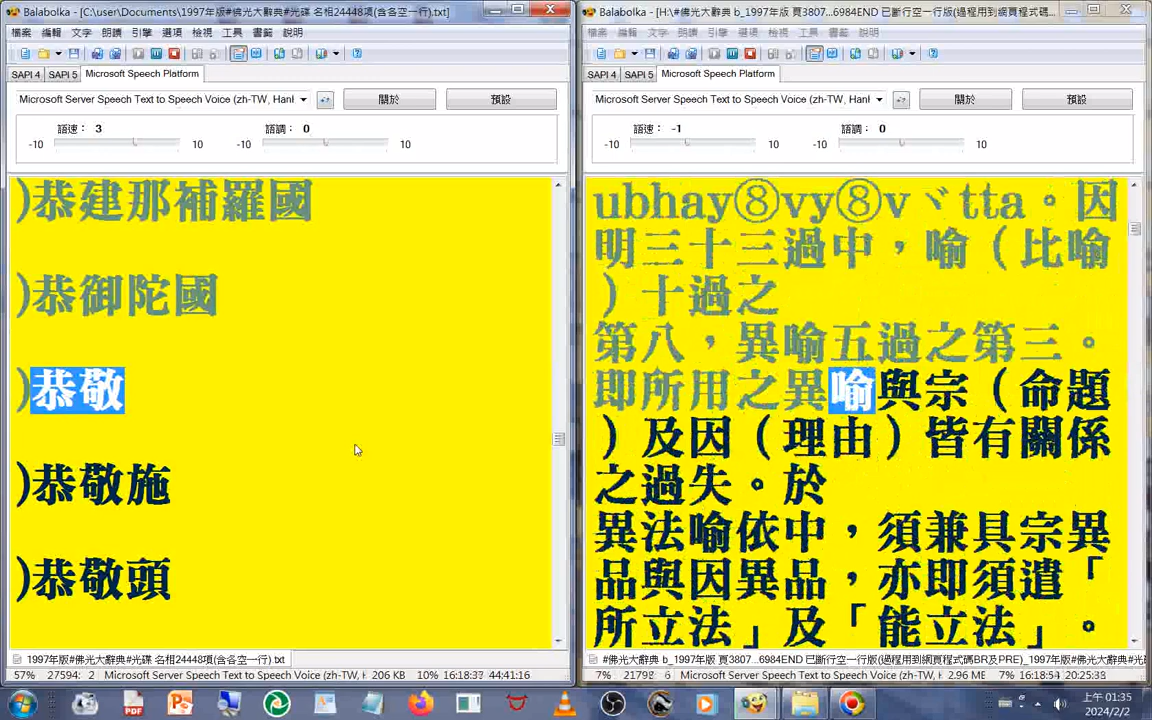 Balabolka - [C:\user\Documents\1997年版#佛光大辭典#光碟 名相24448項(含各空一行).txt]
檔案 編輯 文字 朗讀 引擎 選項 檢視 工具 書籤 說明
SAPI 4 SAPI 5 Microsoft Speech Platform
Microsoft Server Speech Text to Speech Voice (zh-TW, Hanl
關於
預設
語速： 3
語調： 0
-10 10 -10 10
)恭建那補羅國
)恭御陀國
)恭敬
)恭敬施
)恭敬頭
1997年版#佛光大辭典#光碟 名相24448項(含各空一行).txt
57% 27594: 2 Microsoft Server Speech Text to Speech Voice (zh-TW, H 206 KB 10% 16:18:37 44:41:16
Balabolka - [H:\#佛光大辭典 b_1997年版 頁3807...6984END 已斷行空一行版(過程用到網頁程式碼
檔案 編輯 文字 朗讀 引擎 選項 檢視 工具 書籤 說明
SAPI 4 SAPI 5 Microsoft Speech Platform
Microsoft Server Speech Text to Speech Voice (zh-TW, Hanl
關於
預設
語速： -1
語調： 0
-10 10 -10 10
ubhay⑧vy⑧vヾtta。因
明三十三過中，喻（比喻
）十過之
第八，異喻五過之第三。
即所用之異喻與宗（命題
）及因（理由）皆有關係
之過失。於
異法喻依中，須兼具宗異
品與因異品，亦即須遣「
所立法」及「能立法」。
#佛光大辭典 b_1997年版 頁3807...6984END 已斷行空一行版(過程用到網頁程式碼BR及PRE)_1997年版#佛光
7% 21798: Microsoft Server Speech Text to Speech Voice (zh-TW, H 2.96 ME 7% 16:18:54 20:25:33
上午 01:35
2024/2/2